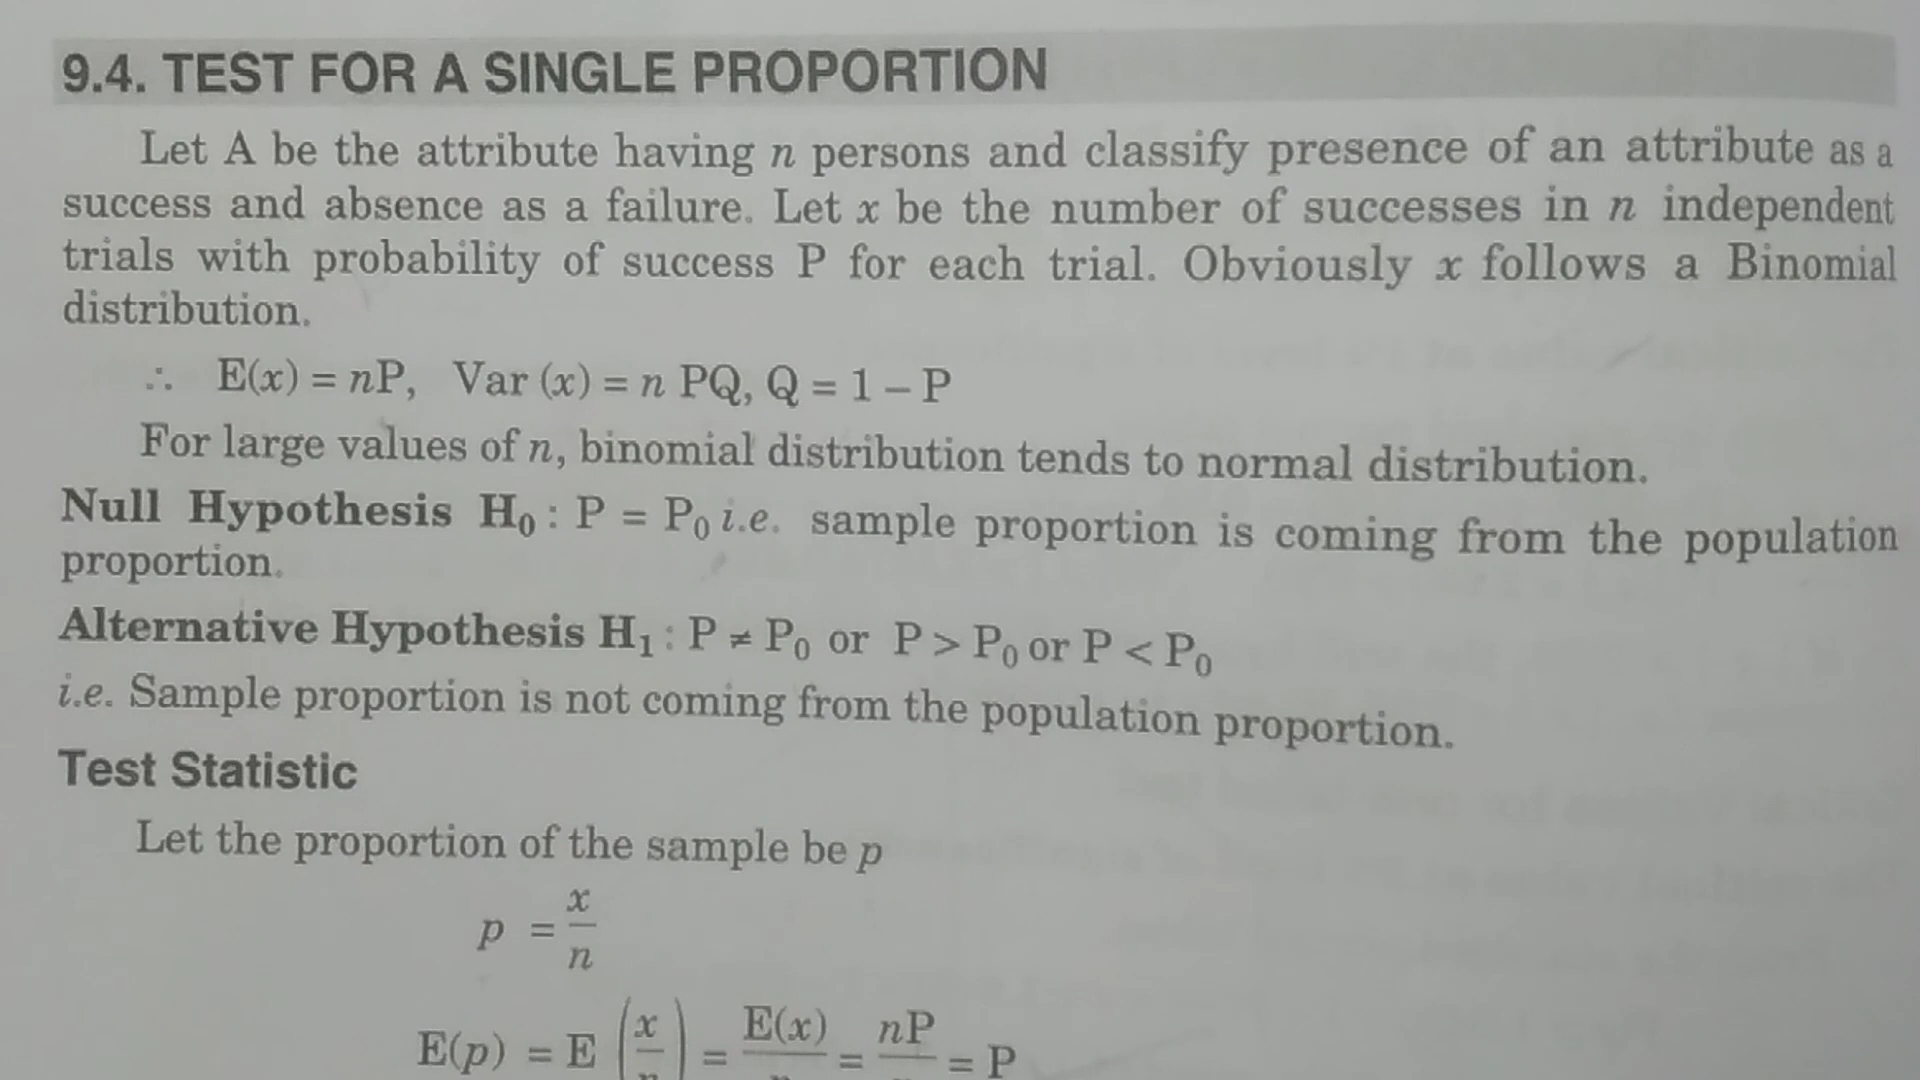 9.4. TEST FOR A SINGLE PROPORTION
Let A be the attribute having n persons and classify presence of an attribute as a
success and absence as a failure. Let x be the number of successes in n independent
trials with probability of success P for each trial. Obviously x follows a Binomial
distribution.
∴ E(x) = nP, Var (x) = n PQ, Q = 1 – P
For large values of n, binomial distribution tends to normal distribution.
Null Hypothesis H₀ : P = P₀ i.e. sample proportion is coming from the population
proportion.
Alternative Hypothesis H₁ : P ≠ P₀ or P > P₀ or P < P₀
i.e. Sample proportion is not coming from the population proportion.
Test Statistic
Let the proportion of the sample be p
p = x/n
E(p) = E (x/n) = E(x)/n = nP/n = P